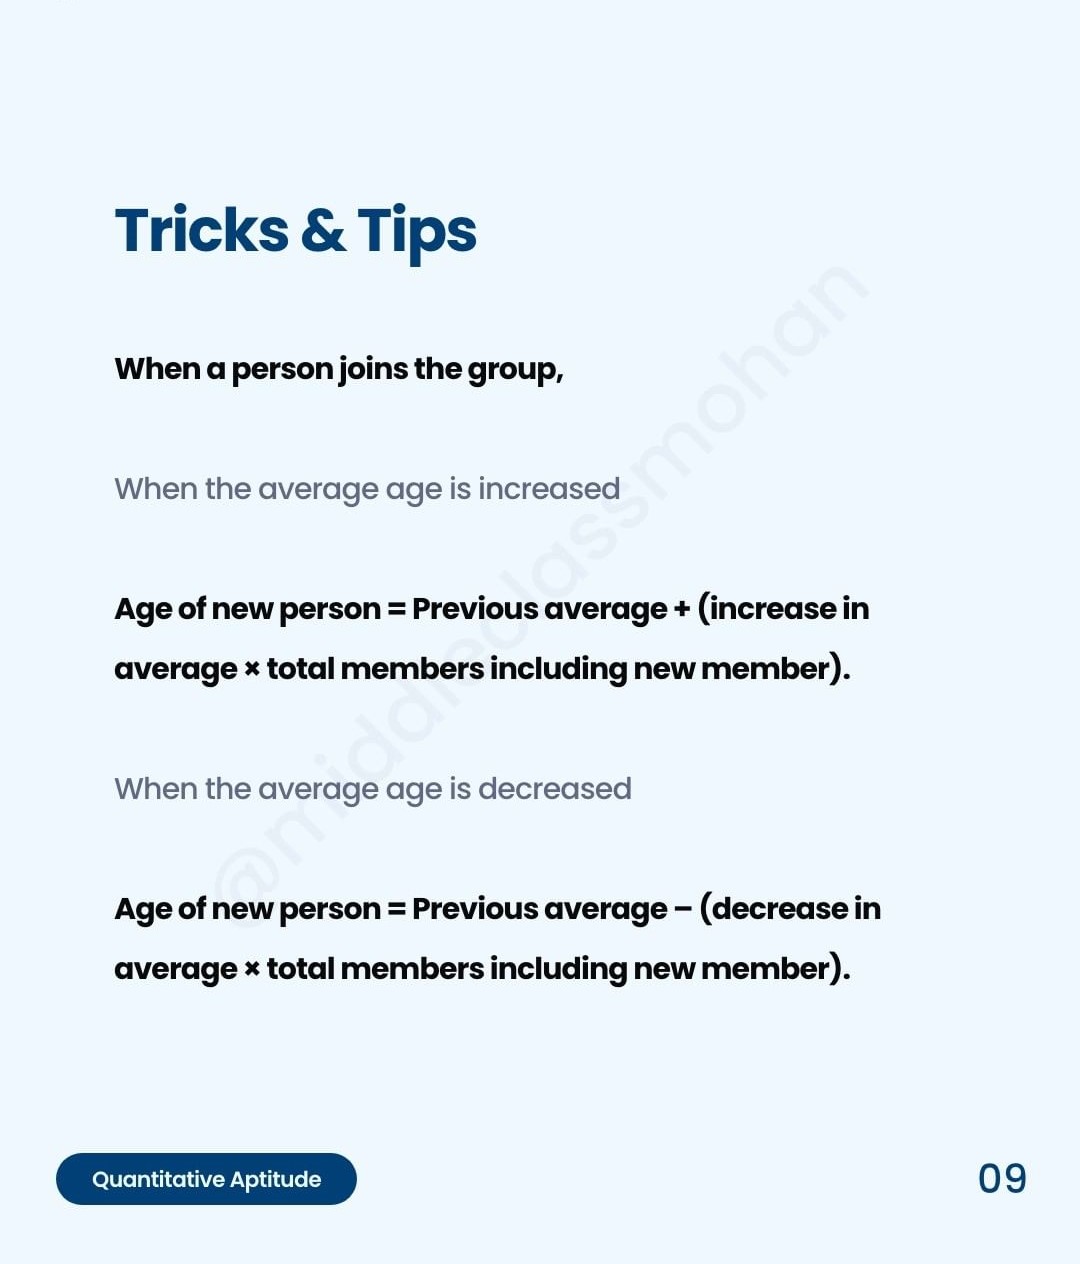 Tricks & Tips
When a person joins the group,
When the average age is increased
Age of new person = Previous average + (increase in
average × total members including new member).
When the average age is decreased
Age of new person = Previous average – (decrease in
average × total members including new member).
@middleclassmohan
Quantitative Aptitude
09